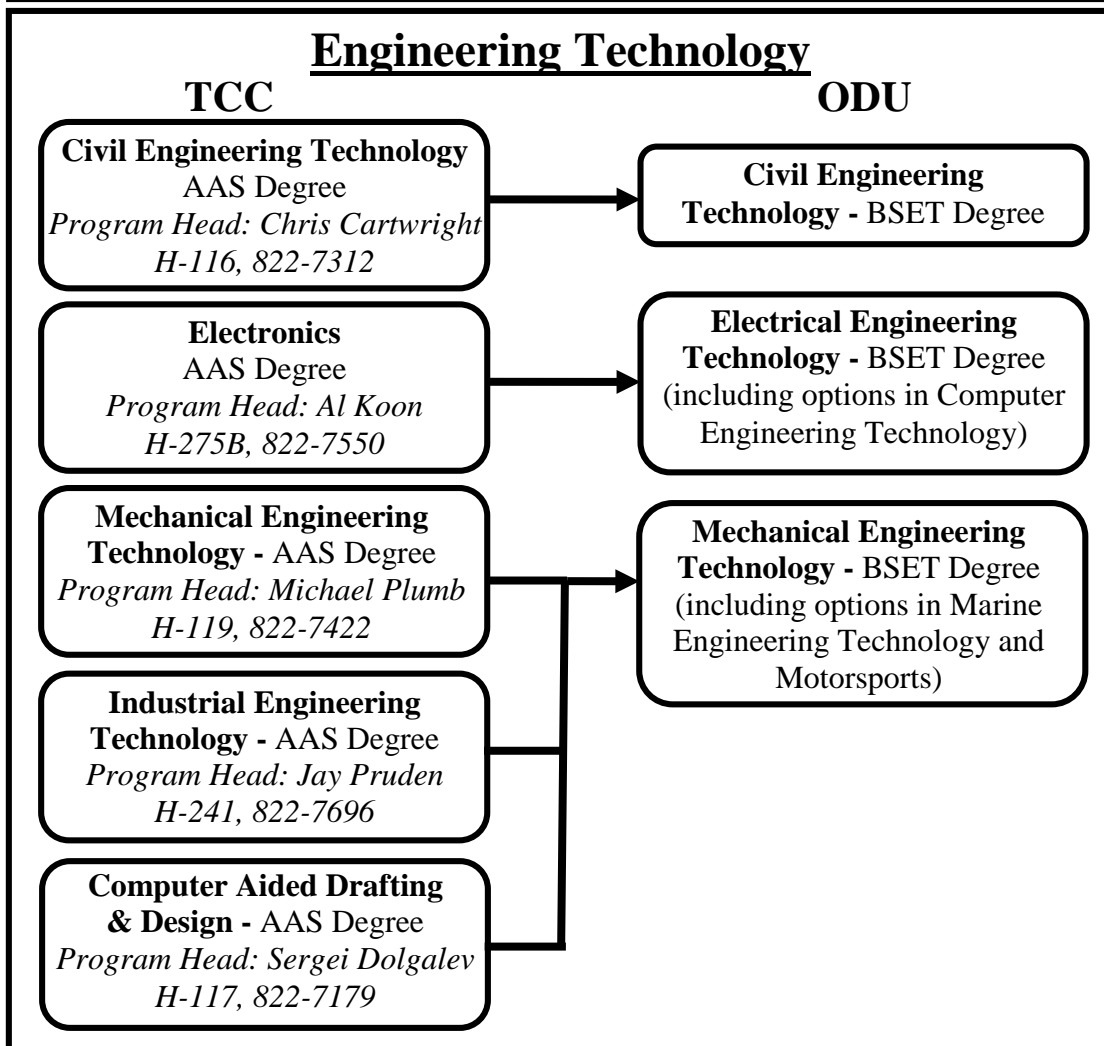 Engineering Technology
TCC
ODU
Civil Engineering Technology
AAS Degree
Program Head: Chris Cartwright
H-116, 822-7312
Civil Engineering
Technology - BSET Degree
Electronics
AAS Degree
Program Head: Al Koon
H-275B, 822-7550
Electrical Engineering
Technology - BSET Degree
(including options in Computer
Engineering Technology)
Mechanical Engineering
Technology - AAS Degree
Program Head: Michael Plumb
H-119, 822-7422
Mechanical Engineering
Technology - BSET Degree
(including options in Marine
Engineering Technology and
Motorsports)
Industrial Engineering
Technology - AAS Degree
Program Head: Jay Pruden
H-241, 822-7696
Computer Aided Drafting
& Design - AAS Degree
Program Head: Sergei Dolgalev
H-117, 822-7179